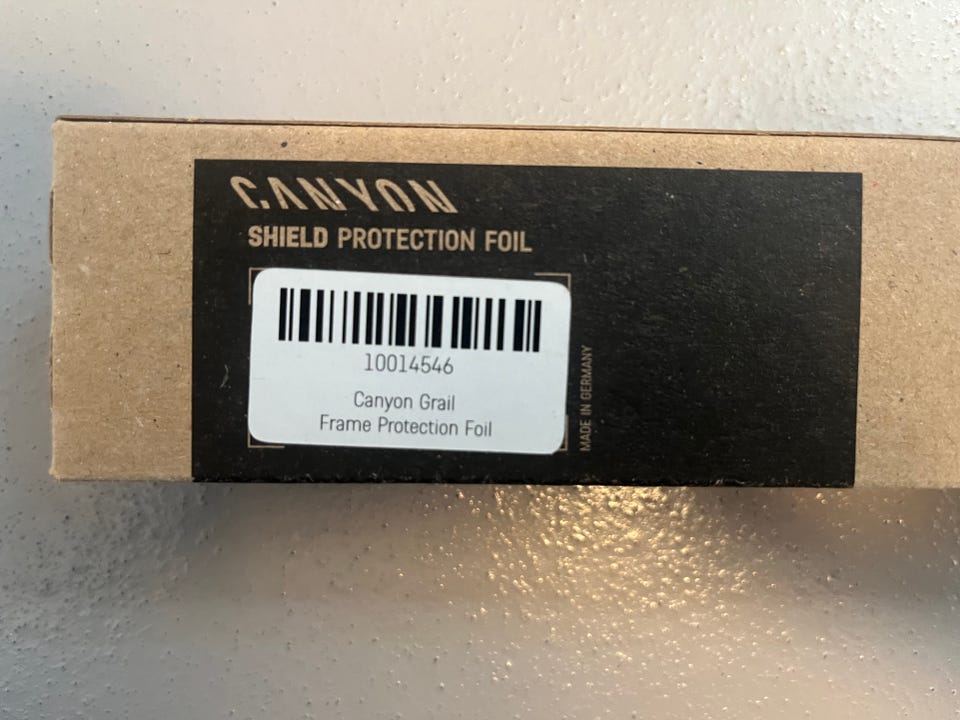 CANYON
SHIELD PROTECTION FOIL
10014546
Canyon Grail
Frame Protection Foil
MADE IN GERMANY